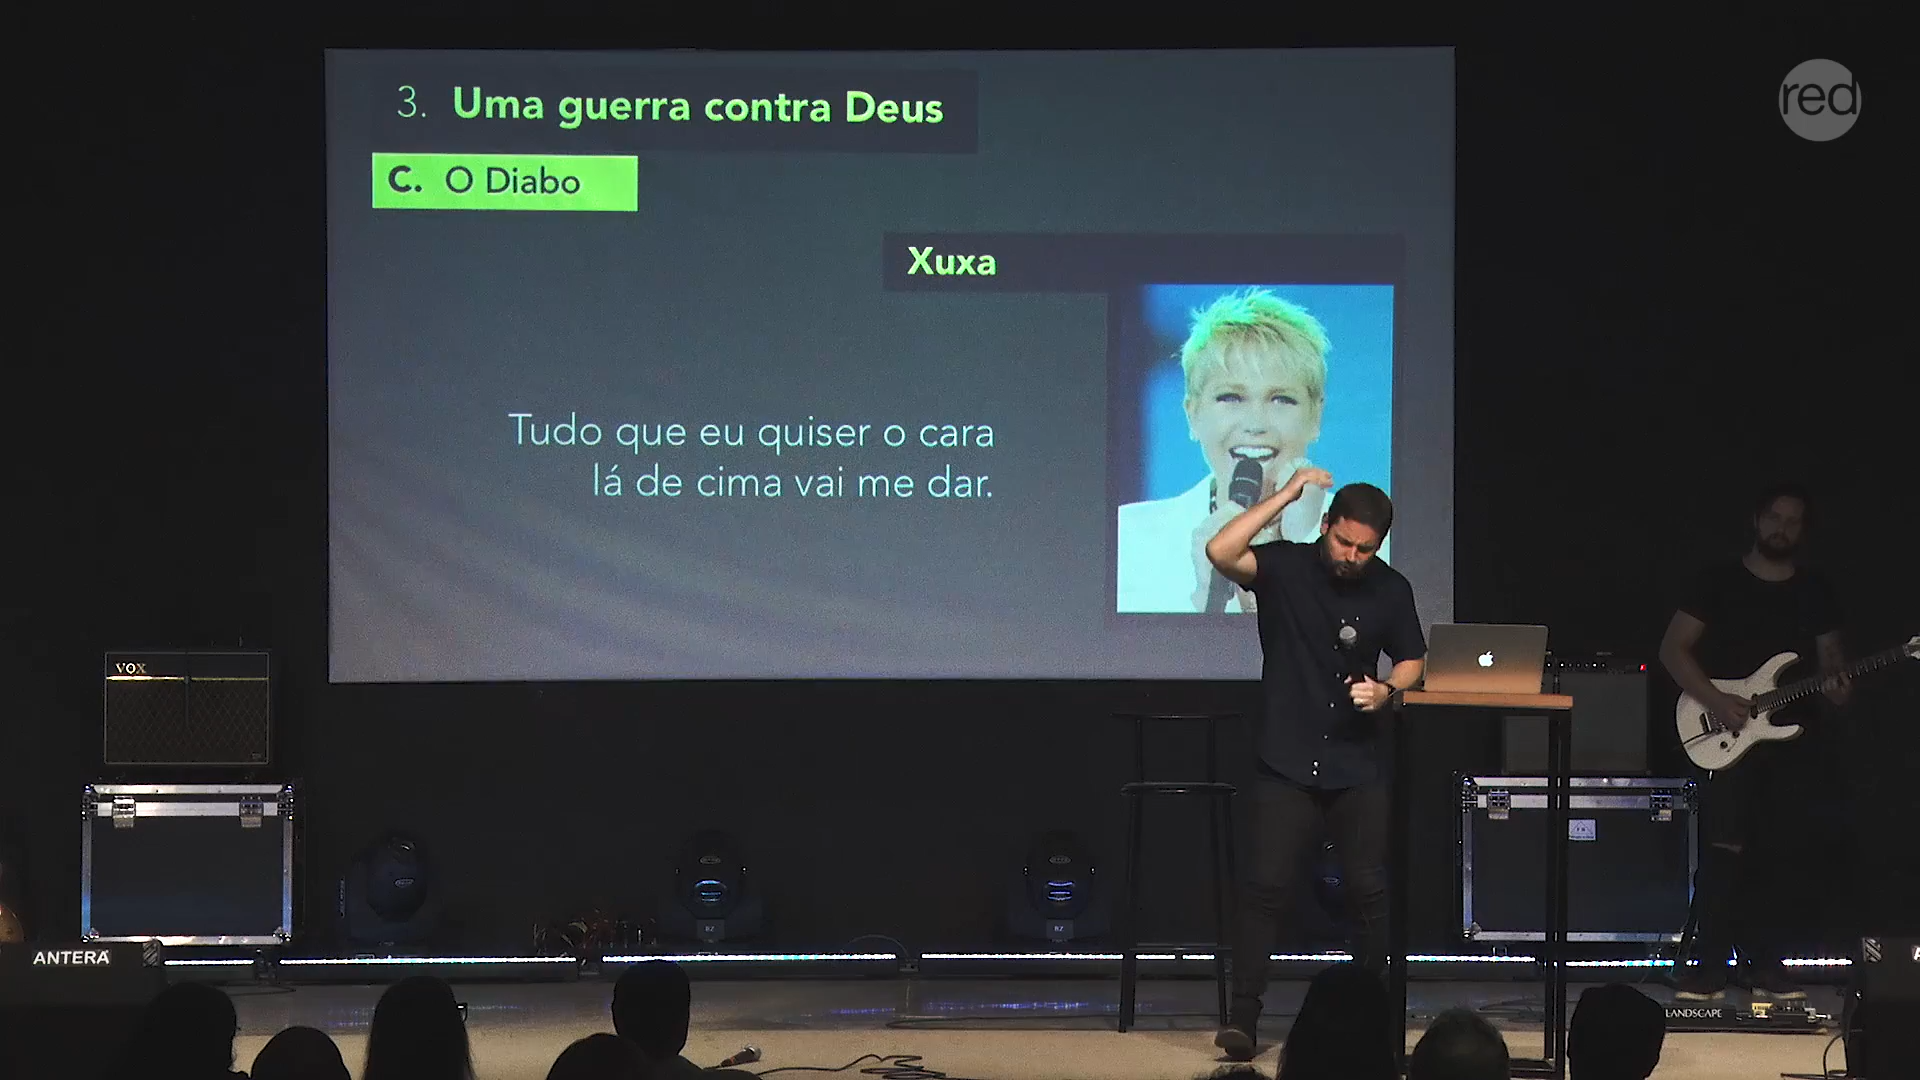 red
3. Uma guerra contra Deus
C. O Diabo
Xuxa
Tudo que eu quiser o cara
lá de cima vai me dar.
VOX
ANTERA
LANDSCAPE